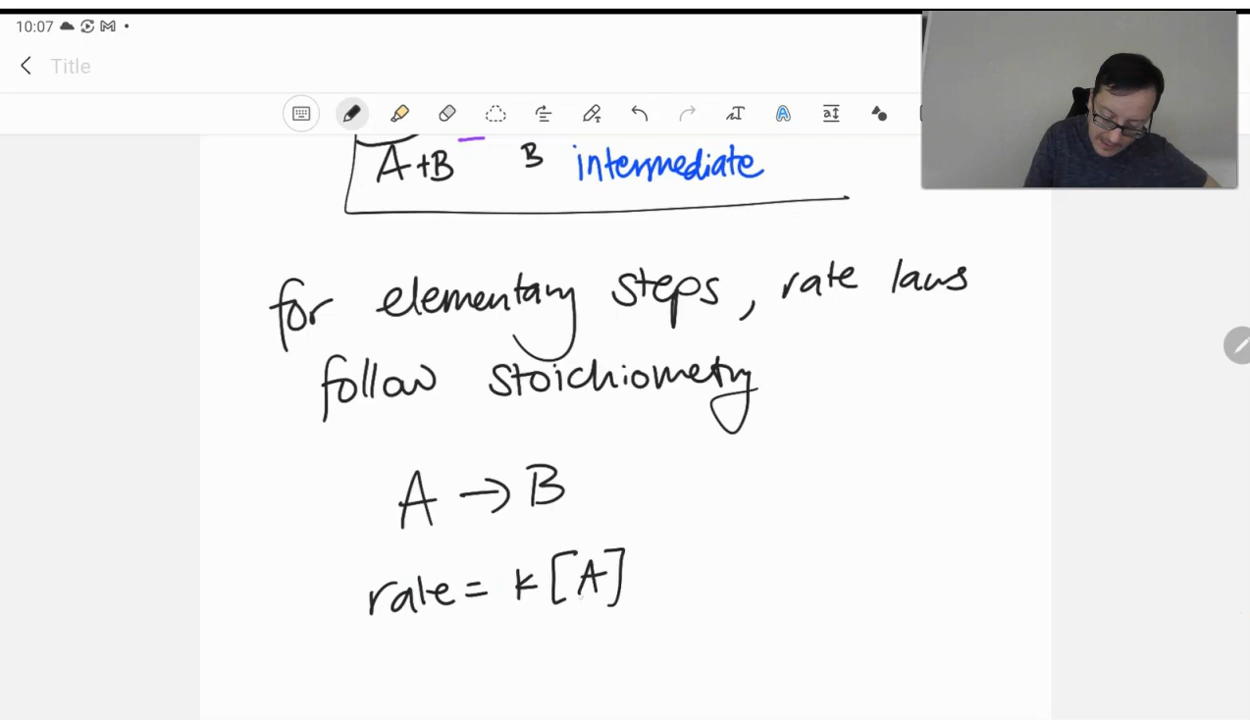 10:07
Title
A+B B intermediate
for elementary steps, rate laws
follow stoichiometry
A → B
rate = k[A]